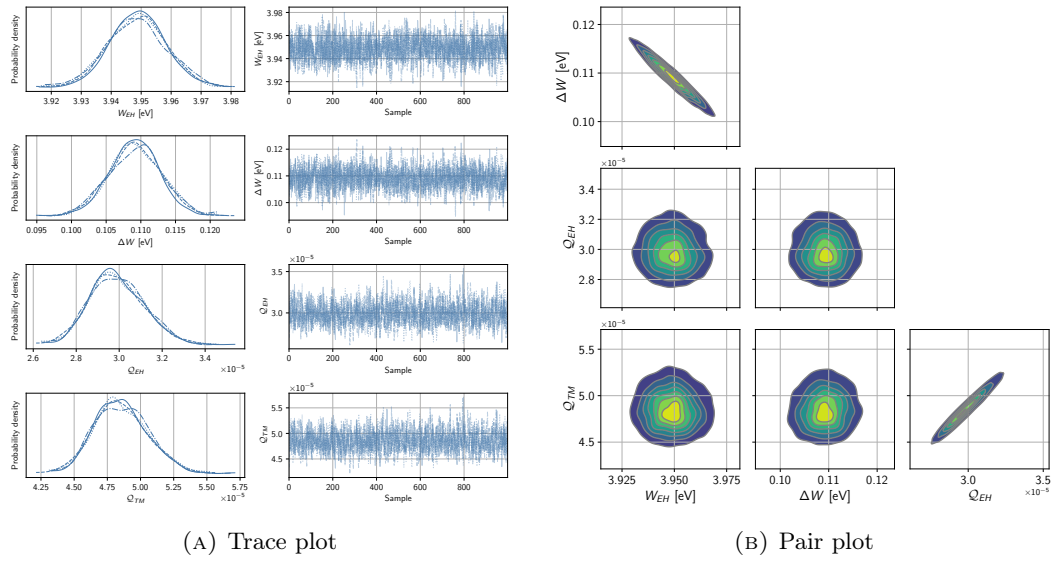 Probability density
3.92 3.93 3.94 3.95 3.96 3.97 3.98
W_EH [eV]
W_EH [eV]
3.98
3.96
3.94
3.92
0 200 400 600 800
Sample
Probability density
0.095 0.100 0.105 0.110 0.115 0.120
ΔW [eV]
ΔW [eV]
0.12
0.11
0.10
0 200 400 600 800
Sample
Probability density
2.6 3.0 3.4
×10⁻⁵
Q_EH
×10⁻⁵
Q_EH
3.5
3.0
0 200 400 600 800
Sample
Probability density
4.25 4.5 4.75 5.0 5.25 5.5 5.75
×10⁻⁵
Q_TM
×10⁻⁵
Q_TM
5.5
5.0
4.5
0 200 400 600 800
Sample
(A) Trace plot
ΔW [eV]
0.12
0.10
×10⁻⁵
Q_EH
3.4
3.2
3.0
2.8
×10⁻⁵
Q_TM
5.5
5.0
4.5
3.925 3.950 3.975
W_EH [eV]
0.10 0.11 0.12
ΔW [eV]
3.0 3.5
×10⁻⁵
Q_EH
(B) Pair plot